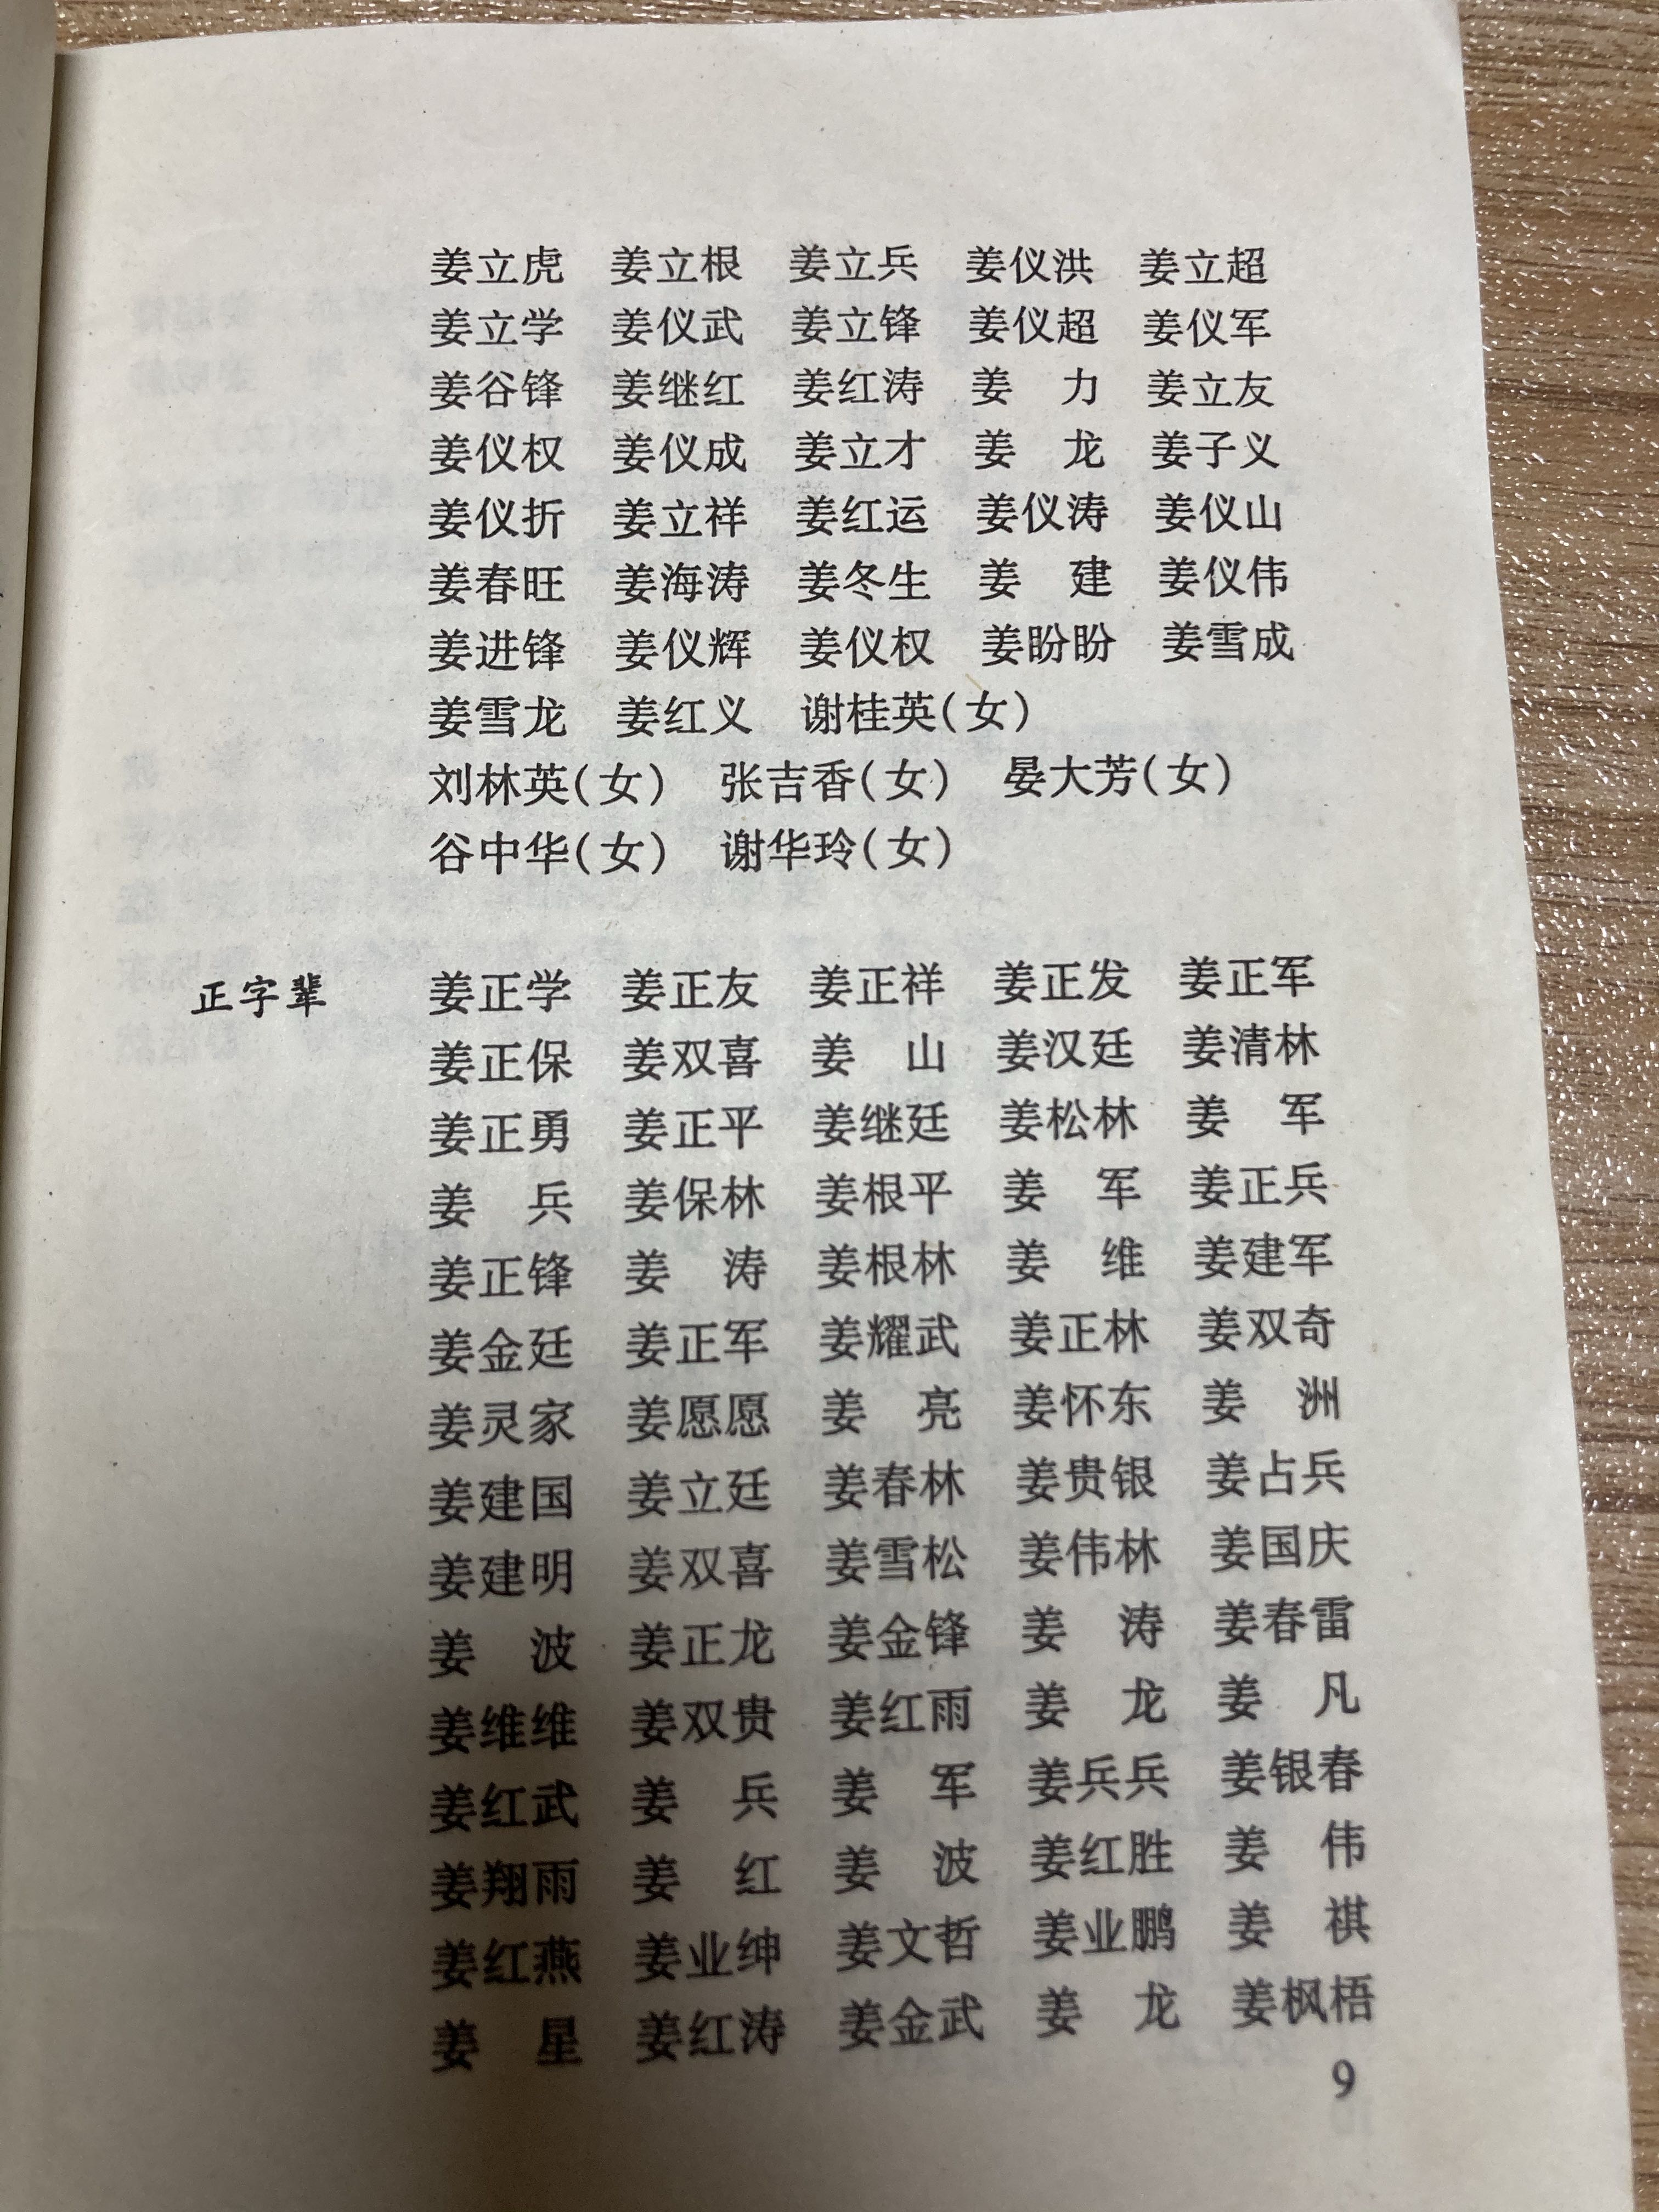 姜立虎 姜立根 姜立兵 姜仪洪 姜立超
姜立学 姜仪武 姜立锋 姜仪超 姜仪军
姜谷锋 姜继红 姜红涛 姜　力 姜立友
姜仪权 姜仪成 姜立才 姜　龙 姜子义
姜仪折 姜立祥 姜红运 姜仪涛 姜仪山
姜春旺 姜海涛 姜冬生 姜　建 姜仪伟
姜进锋 姜仪辉 姜仪权 姜盼盼 姜雪成
姜雪龙 姜红义 谢桂英(女)
刘林英(女) 张吉香(女) 晏大芳(女)
谷中华(女) 谢华玲(女)
正字辈 姜正学 姜正友 姜正祥 姜正发 姜正军
姜正保 姜双喜 姜　山 姜汉廷 姜清林
姜正勇 姜正平 姜继廷 姜松林 姜　军
姜　兵 姜保林 姜根平 姜　军 姜正兵
姜正锋 姜　涛 姜根林 姜　维 姜建军
姜金廷 姜正军 姜耀武 姜正林 姜双奇
姜灵家 姜愿愿 姜　亮 姜怀东 姜　洲
姜建国 姜立廷 姜春林 姜贵银 姜占兵
姜建明 姜双喜 姜雪松 姜伟林 姜国庆
姜　波 姜正龙 姜金锋 姜　涛 姜春雷
姜维维 姜双贵 姜红雨 姜　龙 姜　凡
姜红武 姜　兵 姜　军 姜兵兵 姜银春
姜翔雨 姜　红 姜　波 姜红胜 姜　伟
姜红燕 姜业绅 姜文哲 姜业鹏 姜　祺
姜　星 姜红涛 姜金武 姜　龙 姜枫梧
9